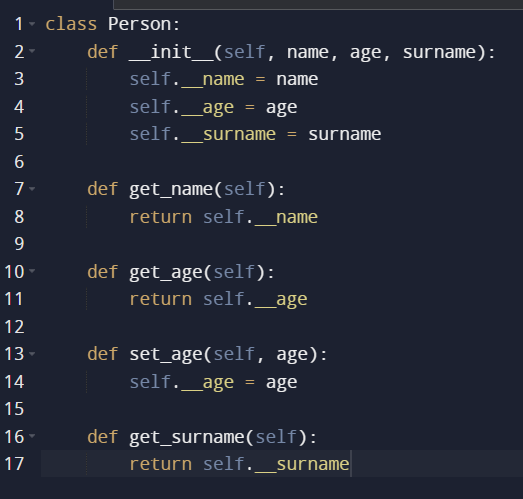 1 class Person:
2 def __init__(self, name, age, surname):
3 self.__name = name
4 self.__age = age
5 self.__surname = surname
6
7 def get_name(self):
8 return self.__name
9
10 def get_age(self):
11 return self.__age
12
13 def set_age(self, age):
14 self.__age = age
15
16 def get_surname(self):
17 return self.__surname